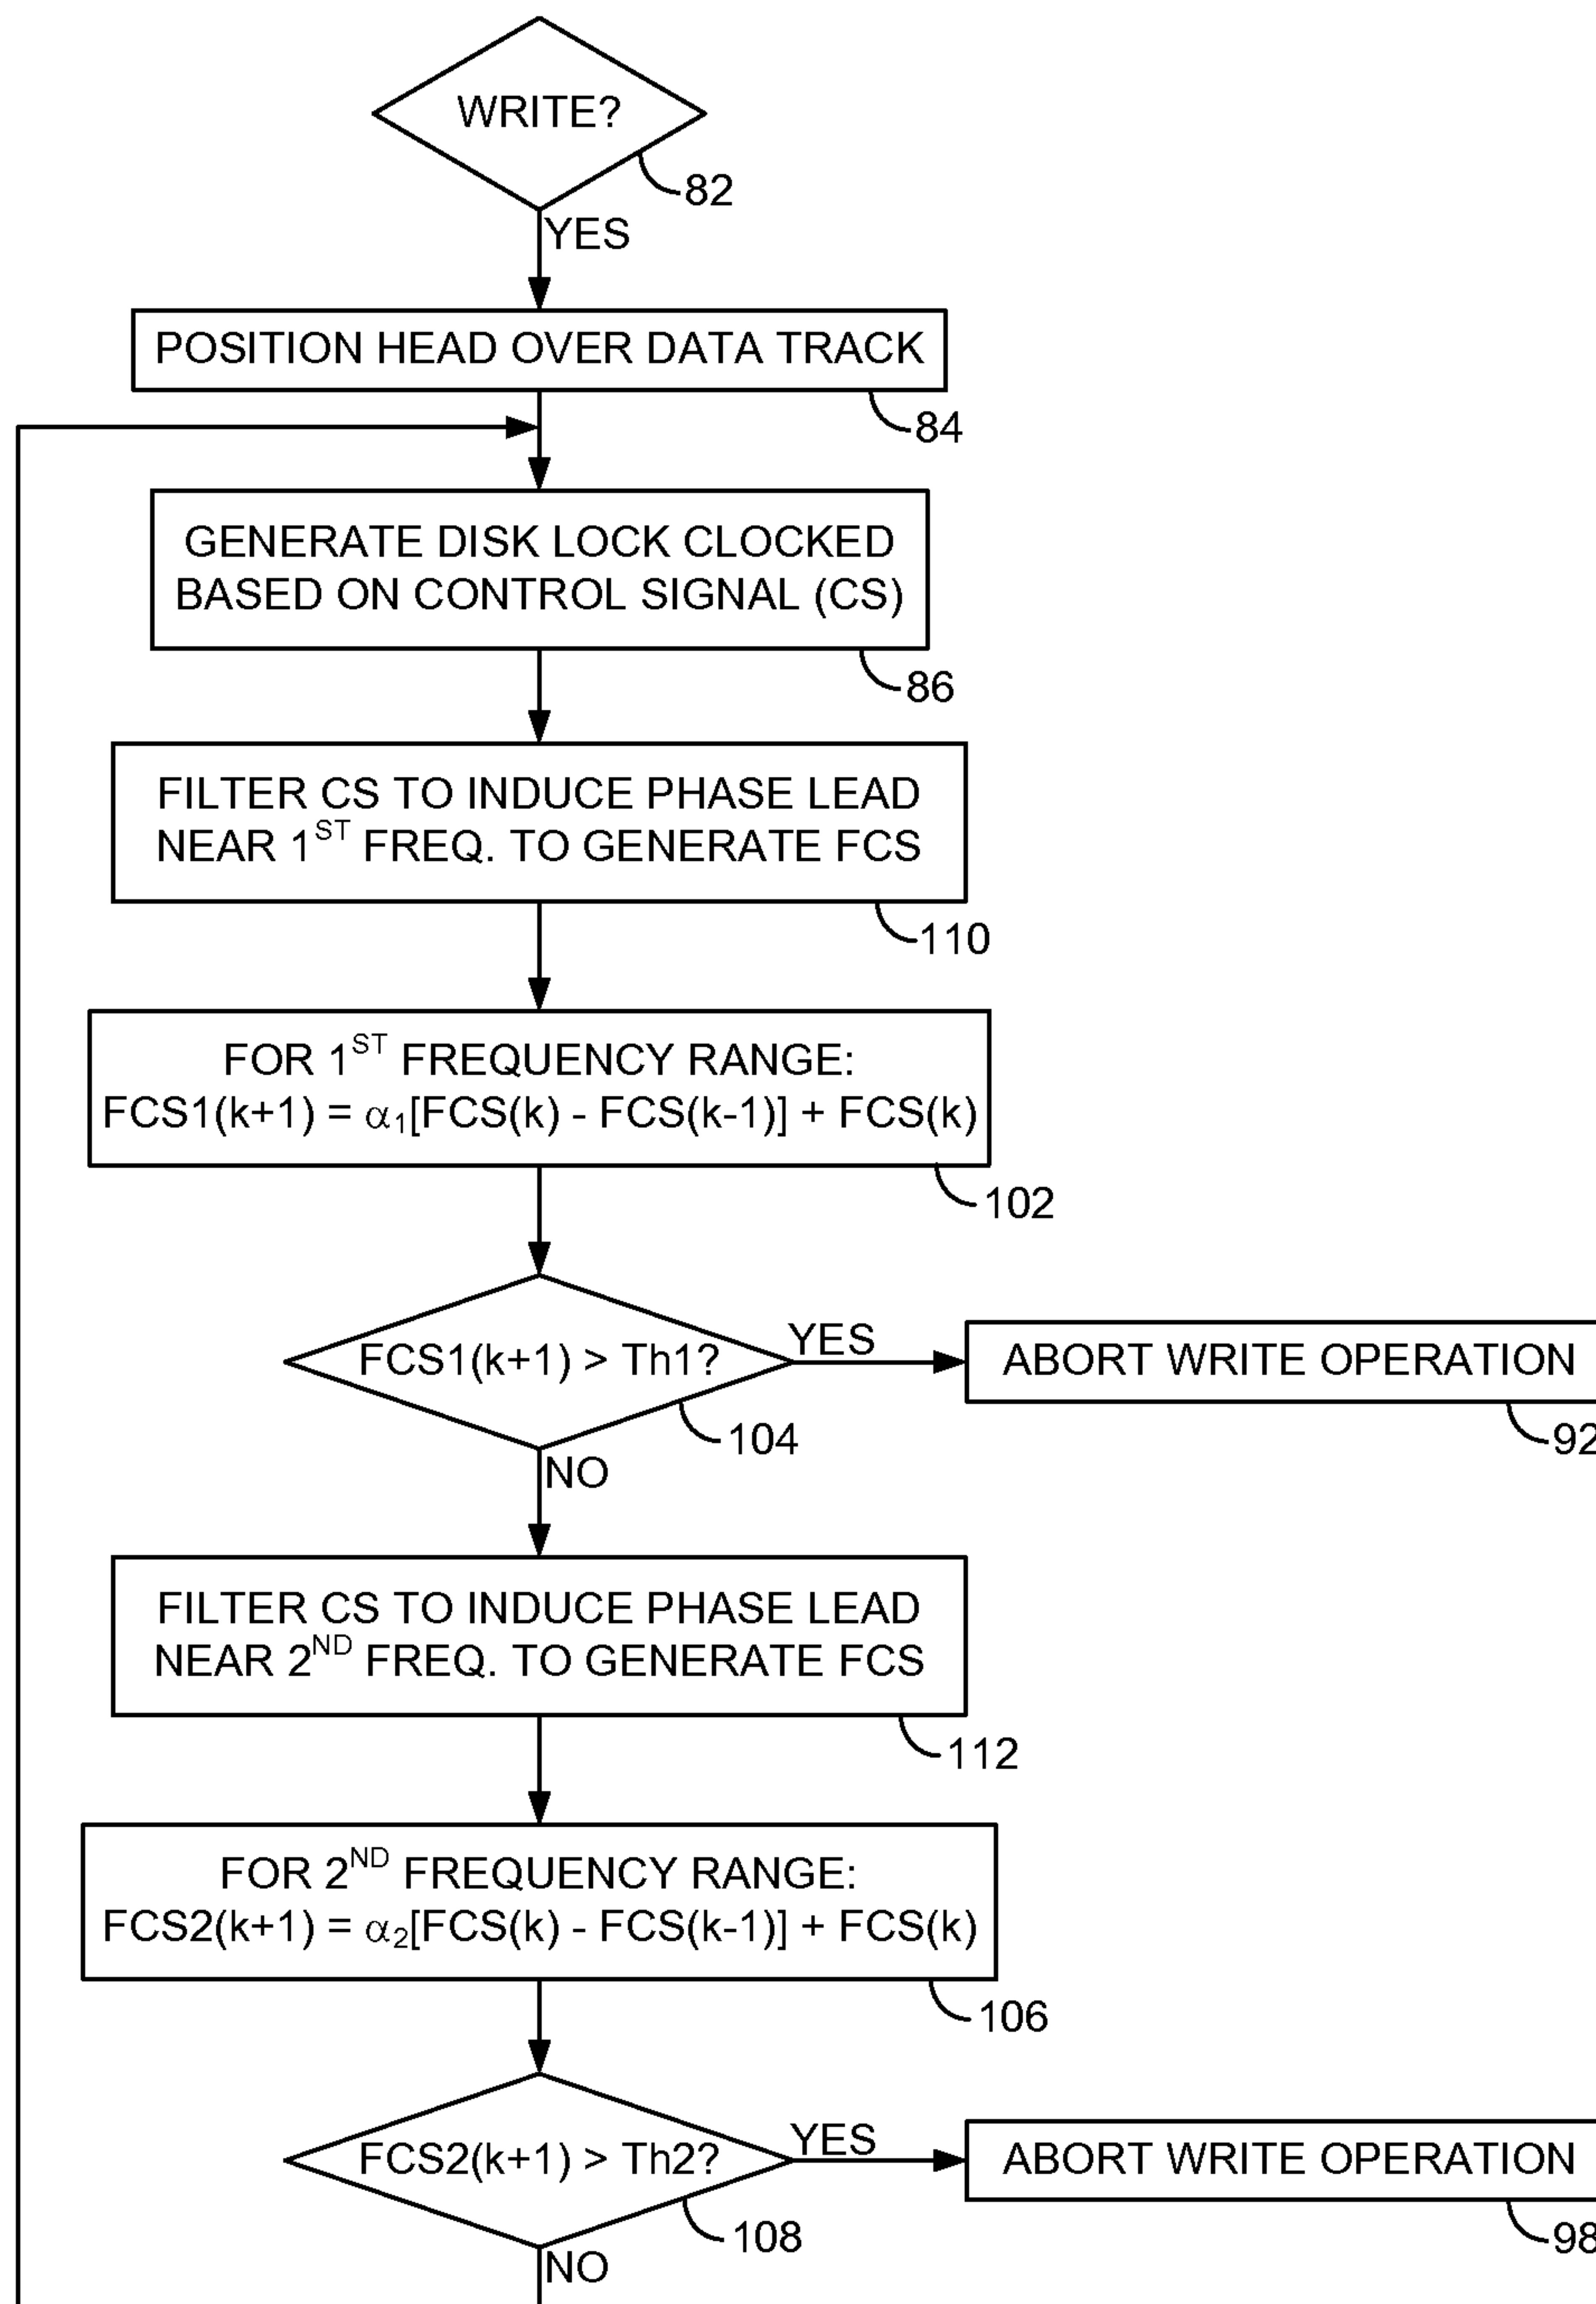 WRITE?
82
YES
POSITION HEAD OVER DATA TRACK
84
GENERATE DISK LOCK CLOCKED
BASED ON CONTROL SIGNAL (CS)
86
FILTER CS TO INDUCE PHASE LEAD
NEAR 1ST FREQ. TO GENERATE FCS
110
FOR 1ST FREQUENCY RANGE:
FCS1(k+1) = α1[FCS(k) - FCS(k-1)] + FCS(k)
102
FCS1(k+1) > Th1?
YES
ABORT WRITE OPERATION
104
92
NO
FILTER CS TO INDUCE PHASE LEAD
NEAR 2ND FREQ. TO GENERATE FCS
112
FOR 2ND FREQUENCY RANGE:
FCS2(k+1) = α2[FCS(k) - FCS(k-1)] + FCS(k)
106
FCS2(k+1) > Th2?
YES
ABORT WRITE OPERATION
108
98
NO